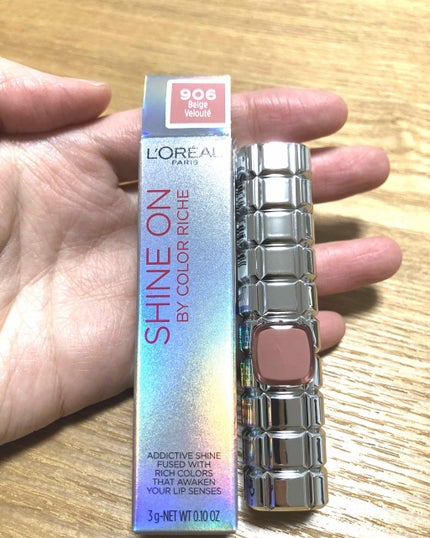 906
Beige
Velouté
L'ORÉAL
PARIS
SHINE ON
BY COLOR RICHE
ADDICTIVE SHINE
FUSED WITH
RICH COLORS
THAT AWAKEN
YOUR LIP SENSES
3 g-NET WT 0.10 OZ